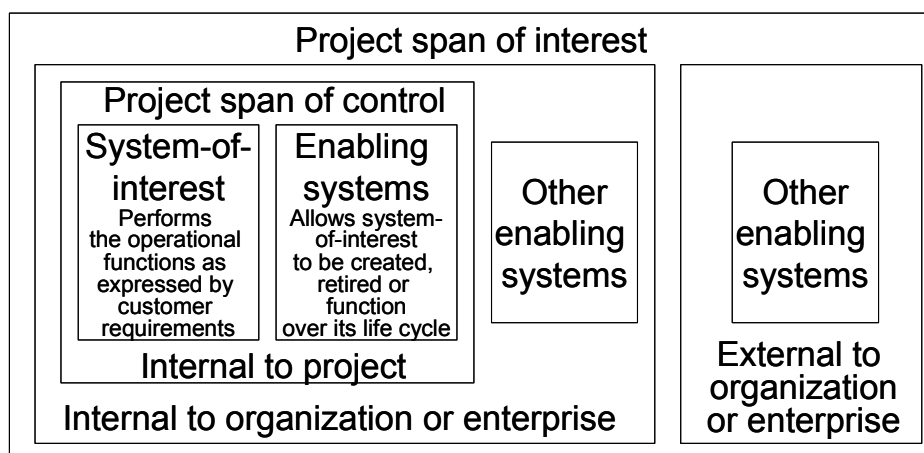 Project span of interest
Project span of control
System-of-
interest
Performs
the operational
functions as
expressed by
customer
requirements
Enabling
systems
Allows system-
of-interest
to be created,
retired or
function
over its life cycle
Internal to project
Other
enabling
systems
Internal to organization or enterprise
Other
enabling
systems
External to
organization
or enterprise